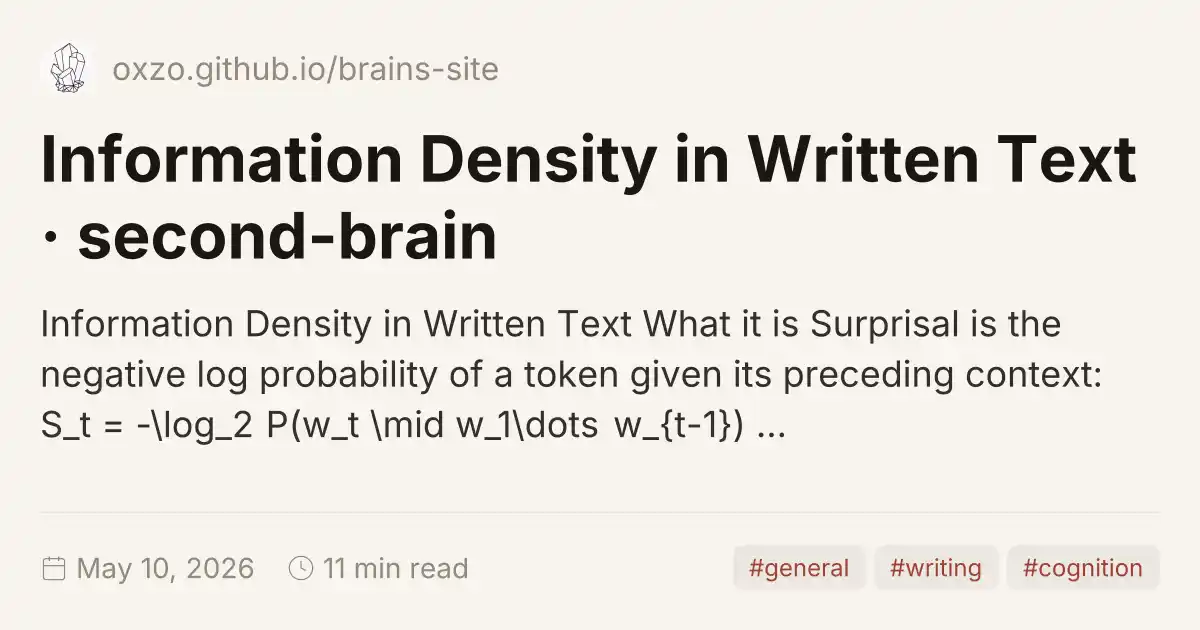 oxzo.github.io/brains-site
Information Density in Written Text
· second-brain
Information Density in Written Text What it is Surprisal is the
negative log probability of a token given its preceding context:
S_t = -\log_2 P(w_t \mid w_1\dots w_{t-1}) ...
May 10, 2026
11 min read
#general
#writing
#cognition